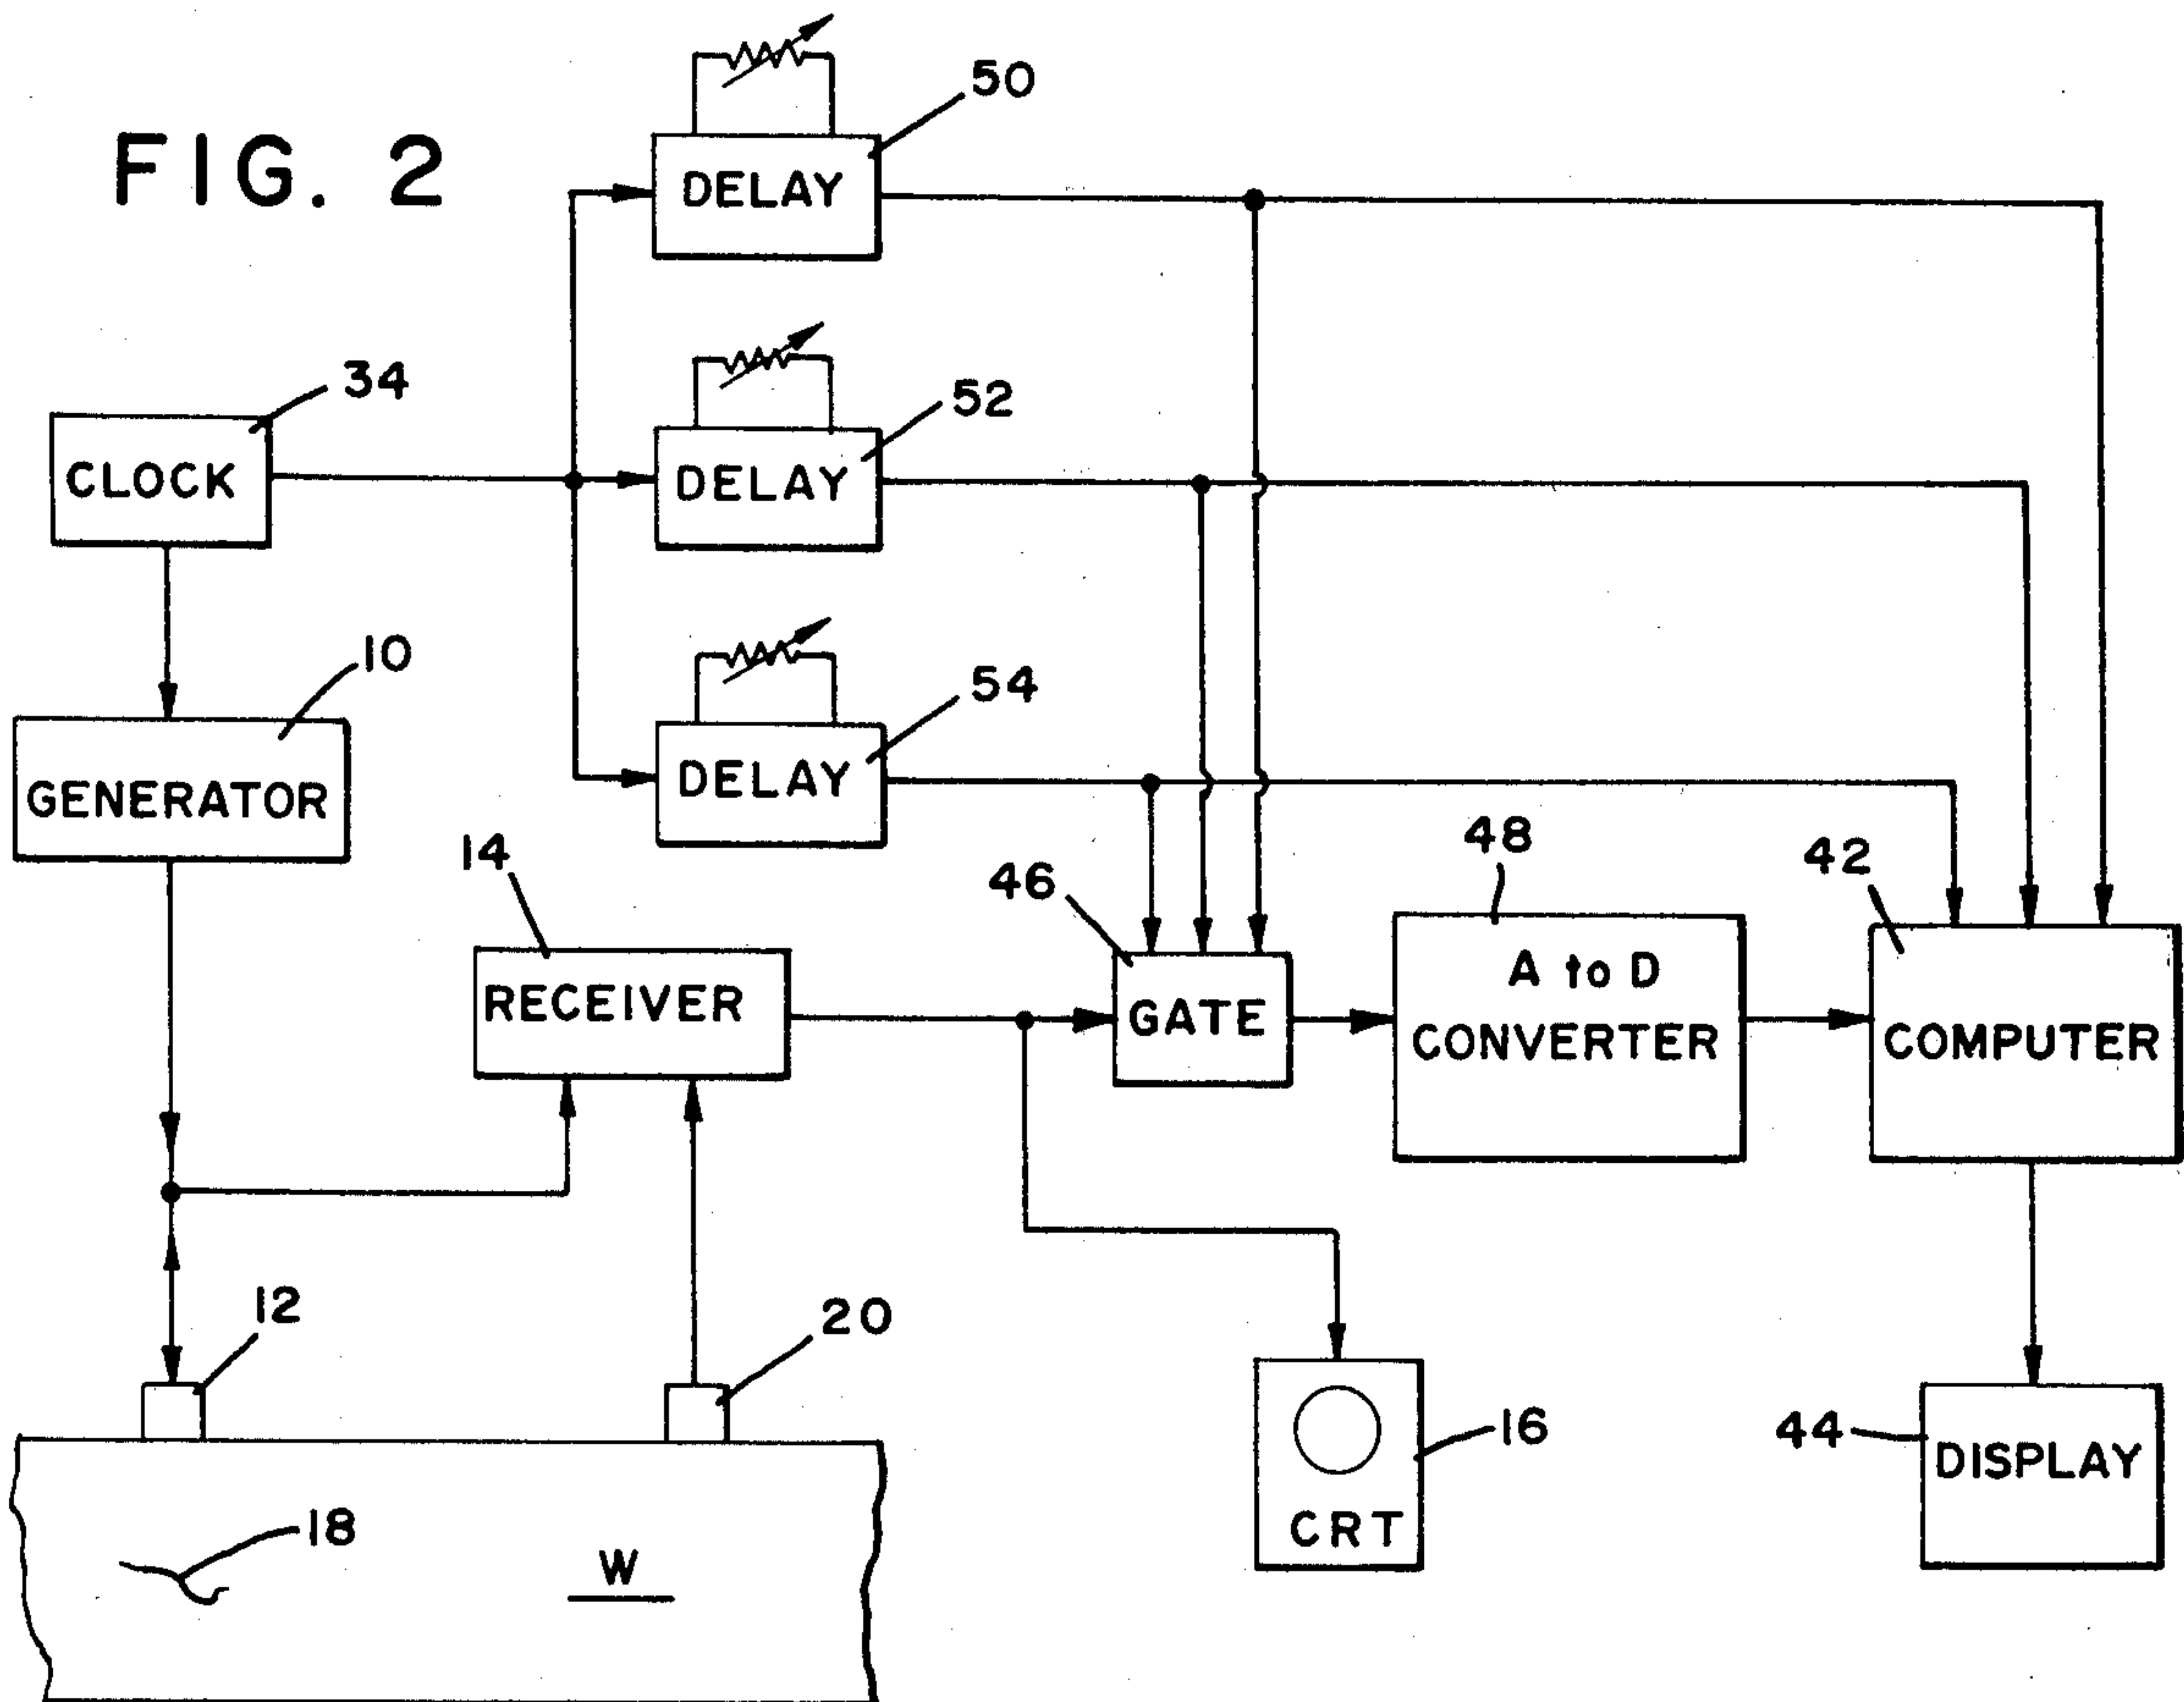 FIG. 2
50
DELAY
34
52
CLOCK
DELAY
10
54
GENERATOR
DELAY
14
46
48
42
RECEIVER
GATE
A to D
CONVERTER
COMPUTER
12
20
16
44
CRT
DISPLAY
18
W